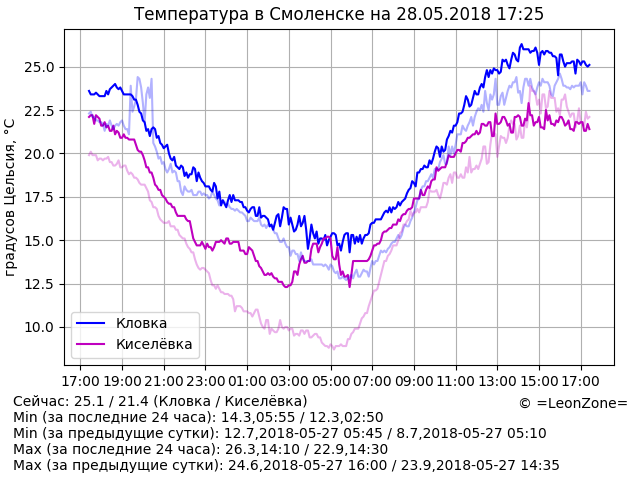 Температура в Смоленске на 28.05.2018 17:25
градусов Цельсия, °C
25.0
22.5
20.0
17.5
15.0
12.5
10.0
Кловка
Киселёвка
17:00 19:00 21:00 23:00 01:00 03:00 05:00 07:00 09:00 11:00 13:00 15:00 17:00
Сейчас: 25.1 / 21.4 (Кловка / Киселёвка)
© =LeonZone=
Min (за последние 24 часа): 14.3,05:55 / 12.3,02:50
Min (за предыдущие сутки): 12.7,2018-05-27 05:45 / 8.7,2018-05-27 05:10
Max (за последние 24 часа): 26.3,14:10 / 22.9,14:30
Max (за предыдущие сутки): 24.6,2018-05-27 16:00 / 23.9,2018-05-27 14:35